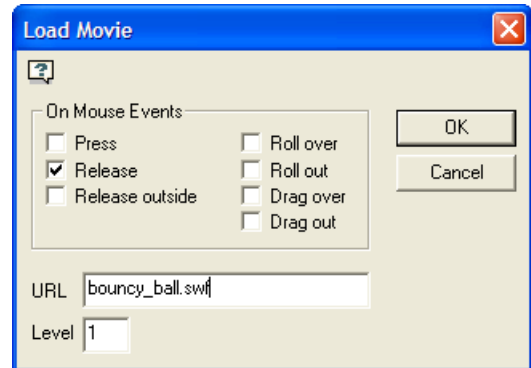 Load Movie
?
On Mouse Events
Press
Release
Release outside
Roll over
Roll out
Drag over
Drag out
OK
Cancel
URL bouncy_ball.swf
Level 1